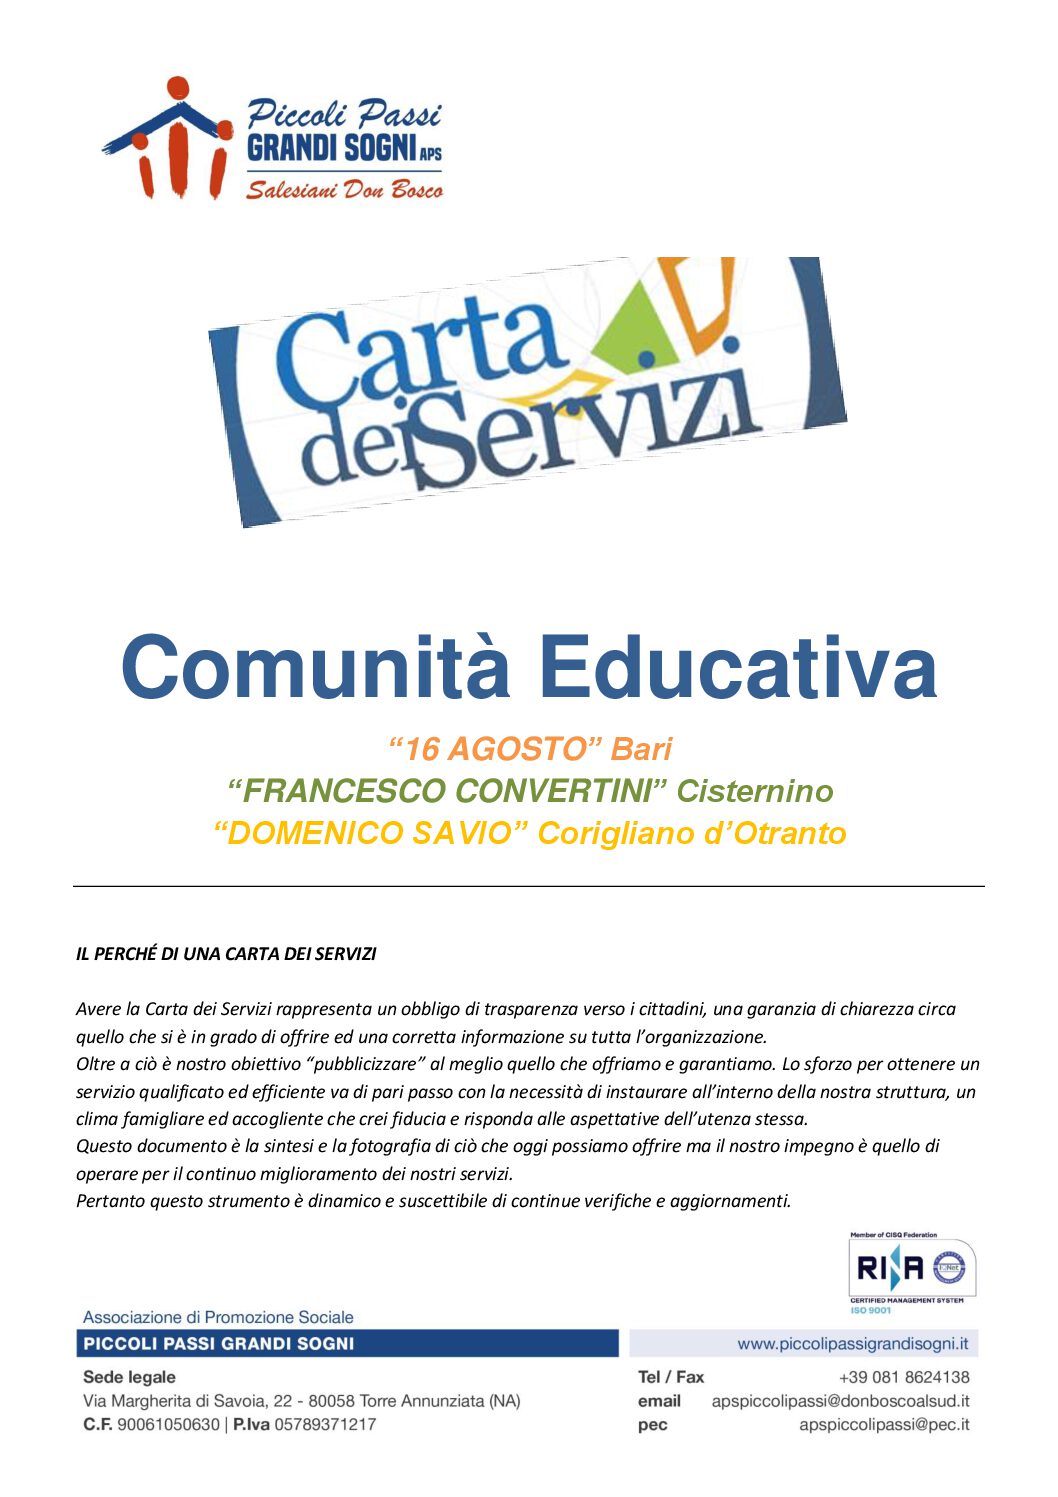 Piccoli Passi
GRANDI SOGNI APS
Salesiani Don Bosco
Carta
dei Servizi
Comunità Educativa
“16 AGOSTO” Bari
“FRANCESCO CONVERTINI” Cisternino
“DOMENICO SAVIO” Corigliano d’Otranto
IL PERCHÉ DI UNA CARTA DEI SERVIZI
Avere la Carta dei Servizi rappresenta un obbligo di trasparenza verso i cittadini, una garanzia di chiarezza circa
quello che si è in grado di offrire ed una corretta informazione su tutta l’organizzazione.
Oltre a ciò è nostro obiettivo “pubblicizzare” al meglio quello che offriamo e garantiamo. Lo sforzo per ottenere un
servizio qualificato ed efficiente va di pari passo con la necessità di instaurare all’interno della nostra struttura, un
clima famigliare ed accogliente che crei fiducia e risponda alle aspettative dell’utenza stessa.
Questo documento è la sintesi e la fotografia di ciò che oggi possiamo offrire ma il nostro impegno è quello di
operare per il continuo miglioramento dei nostri servizi.
Pertanto questo strumento è dinamico e suscettibile di continue verifiche e aggiornamenti.
Member of CISQ Federation
RINA
IQNet
CERTIFIED MANAGEMENT SYSTEM
ISO 9001
Associazione di Promozione Sociale
PICCOLI PASSI GRANDI SOGNI
www.piccolipassigrandisogni.it
Sede legale
Via Margherita di Savoia, 22 - 80058 Torre Annunziata (NA)
C.F. 90061050630 | P.Iva 05789371217
Tel / Fax +39 081 8624138
email apspiccolipassi@donboscoalsud.it
pec apspiccolipassi@pec.it